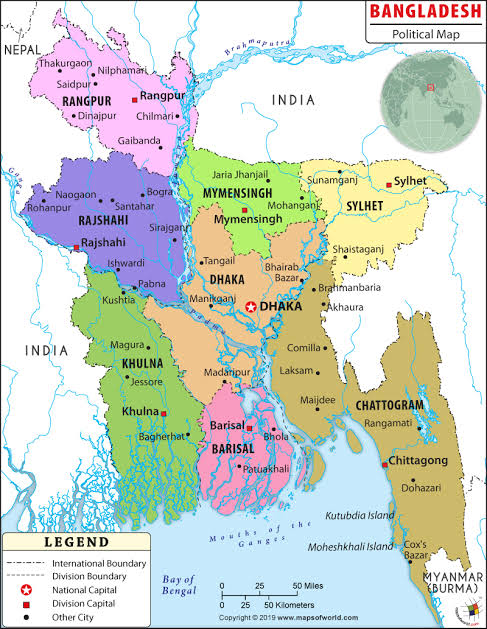 BANGLADESH
Political Map
NEPAL
Brahmaputra
Thakurgaon
Nilphamari
Saidpur
RANGPUR
Rangpur
INDIA
Dinajpur
Chilmari
Gaibanda
Ganga
Jaria Jhanjail
Sunamganj
Sylhet
MYMENSINGH
Naogaon
Bogra
Mohanganj
Rohanpur
Santahar
SYLHET
RAJSHAHI
Mymensingh
Sirajganj
Rajshahi
Shaistaganj
Ishwardi
Tangail
Bhairab
Bazar
DHAKA
Pabna
Brahmanbaria
Kushtia
Manikganj
DHAKA
Akhaura
Padma
INDIA
Magura
Comilla
KHULNA
Madaripur
Laksam
Jessore
Maijdee
CHATTOGRAM
Khulna
Rangamati
Barisal
Bagherhat
Bhola
BARISAL
Chittagong
Patuakhali
Dohazari
Kutubdia Island
Mouths of the
Ganges
Moheshkhali Island
Cox's
Bazar
LEGEND
International Boundary
Division Boundary
National Capital
Division Capital
Other City
Bay of
Bengal
0 25 50 Miles
0 25 50 Kilometers
MYANMAR
(BURMA)
Copyright © 2019 www.mapsofworld.com